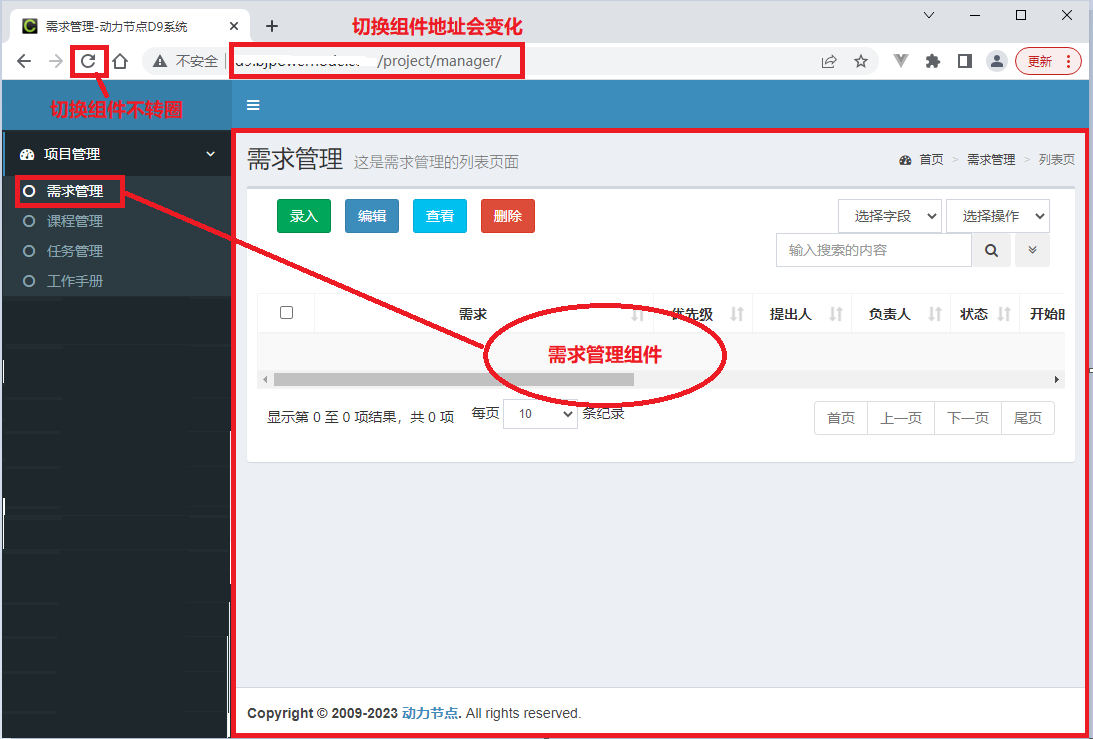 需求管理-动力节点D9系统
切换组件地址会变化
不安全
/project/manager/
更新
切换组件不转圈
项目管理
需求管理
课程管理
任务管理
工作手册
需求管理 这是需求管理的列表页面
首页 > 需求管理 > 列表页
录入 编辑 查看 删除
选择字段 选择操作
输入搜索的内容
需求 优先级 提出人 负责人 状态
需求管理组件
显示第 0 至 0 项结果，共 0 项 每页 10 条纪录
首页 上一页 下一页 尾页
Copyright © 2009-2023 动力节点. All rights reserved.